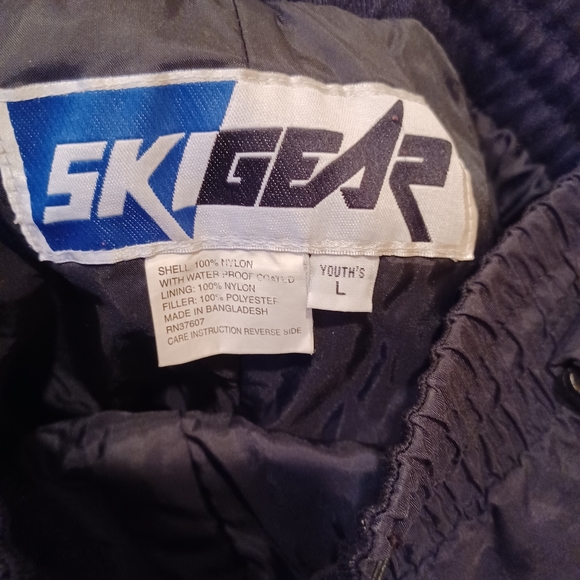 SKIGEAR
SHELL: 100% NYLON
WITH WATER PROOF COATED
LINING: 100% NYLON
FILLER: 100% POLYESTER
MADE IN BANGLADESH
RN37607
CARE INSTRUCTION REVERSE SIDE
YOUTH'S
L